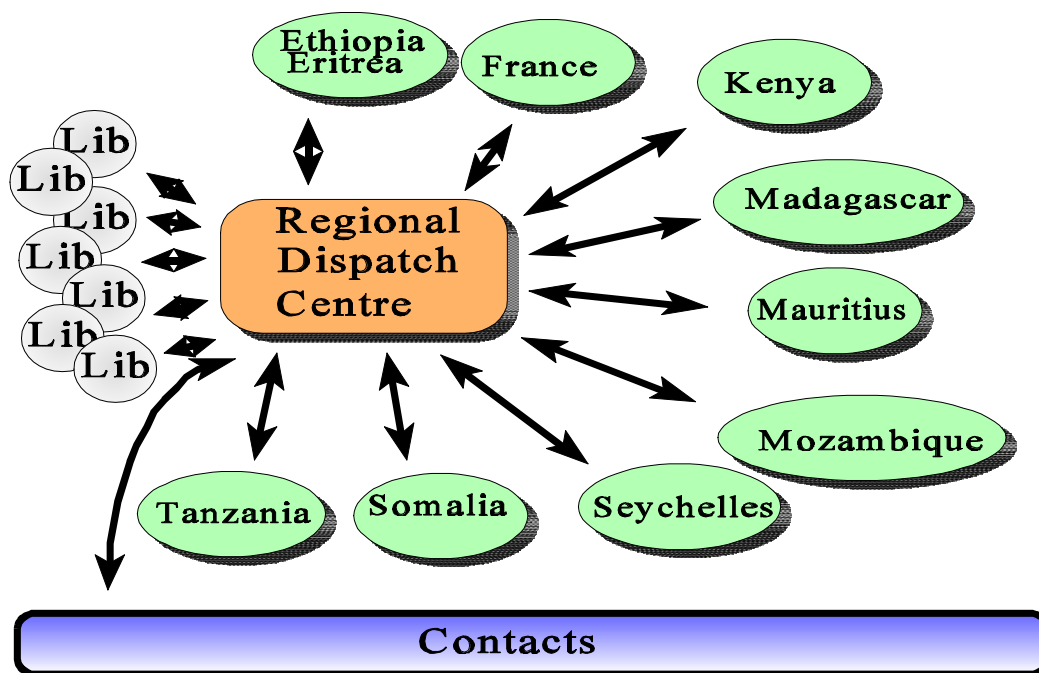 Ethiopia
Eritrea
France
Kenya
Lib
Lib
Lib
Lib
Lib
Lib
Lib
Regional
Dispatch
Centre
Madagascar
Mauritius
Mozambique
Tanzania
Somalia
Seychelles
Contacts